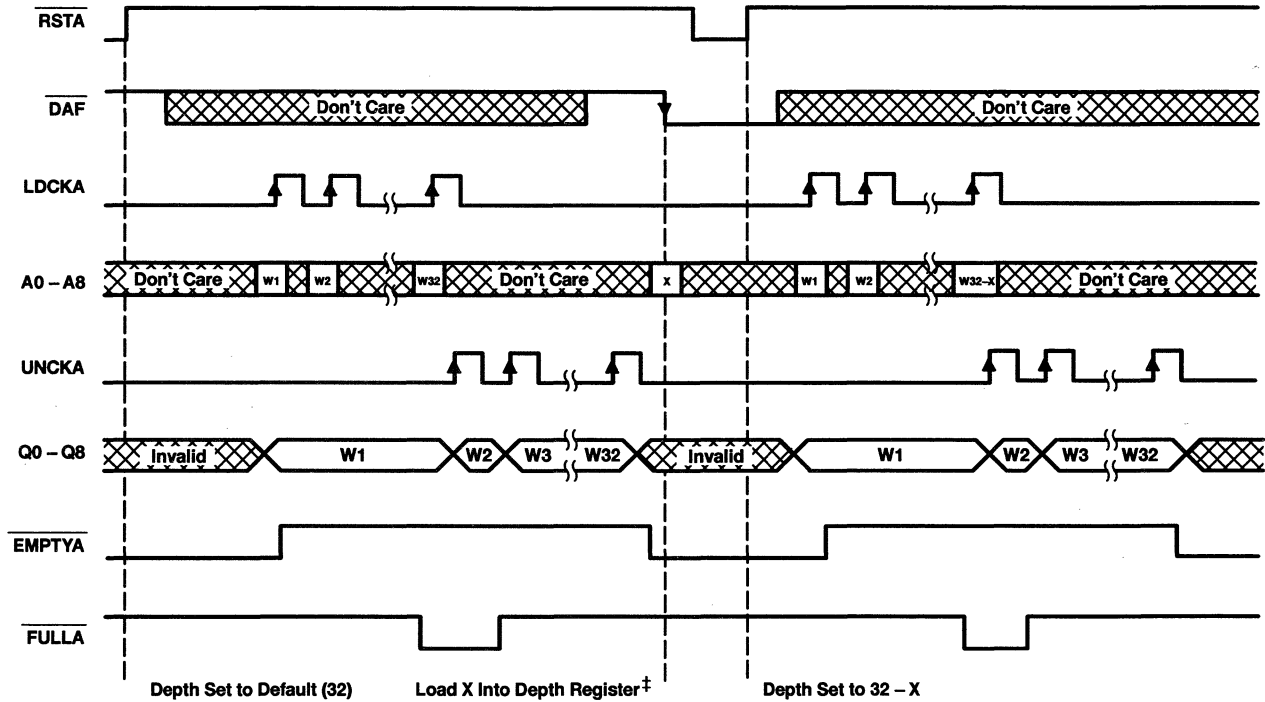 RSTA
DAF
Don't Care
Don't Care
LDCKA
A0 – A8
Don't Care
W1
W2
W32
Don't Care
X
W1
W2
W32–X
Don't Care
UNCKA
Q0 – Q8
Invalid
W1
W2
W3
W32
Invalid
W1
W2
W3
W32
EMPTYA
FULLA
Depth Set to Default (32)
Load X Into Depth Register‡
Depth Set to 32 – X